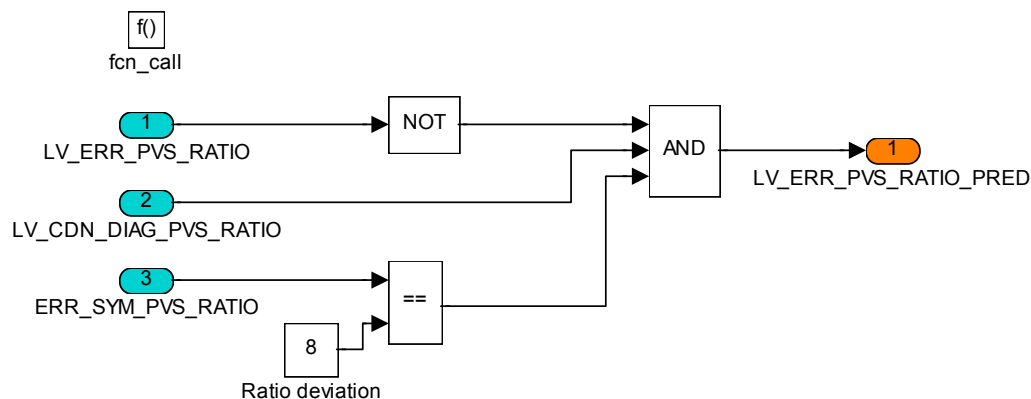 f()
fcn_call
1
LV_ERR_PVS_RATIO
NOT
2
LV_CDN_DIAG_PVS_RATIO
AND
1
LV_ERR_PVS_RATIO_PRED
3
ERR_SYM_PVS_RATIO
==
8
Ratio deviation